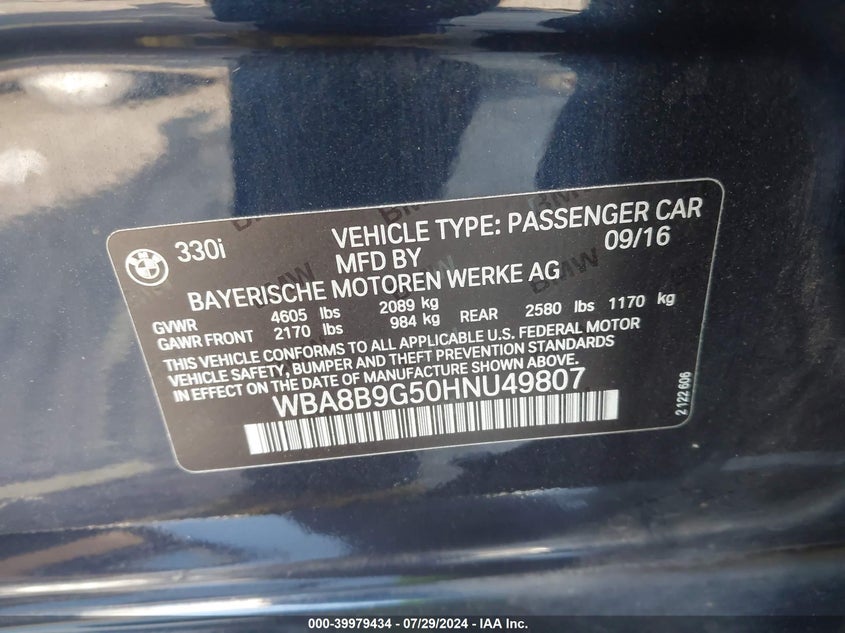 330i
VEHICLE TYPE: PASSENGER CAR
MFD BY 09/16
BAYERISCHE MOTOREN WERKE AG
GVWR 4605 lbs 2089 kg
GAWR FRONT 2170 lbs 984 kg REAR 2580 lbs 1170 kg
THIS VEHICLE CONFORMS TO ALL APPLICABLE U.S. FEDERAL MOTOR
VEHICLE SAFETY, BUMPER AND THEFT PREVENTION STANDARDS
IN EFFECT ON THE DATE OF MANUFACTURE SHOWN ABOVE.
WBA8B9G50HNU49807
2 122 606
000-39979434 - 07/29/2024 - IAA Inc.